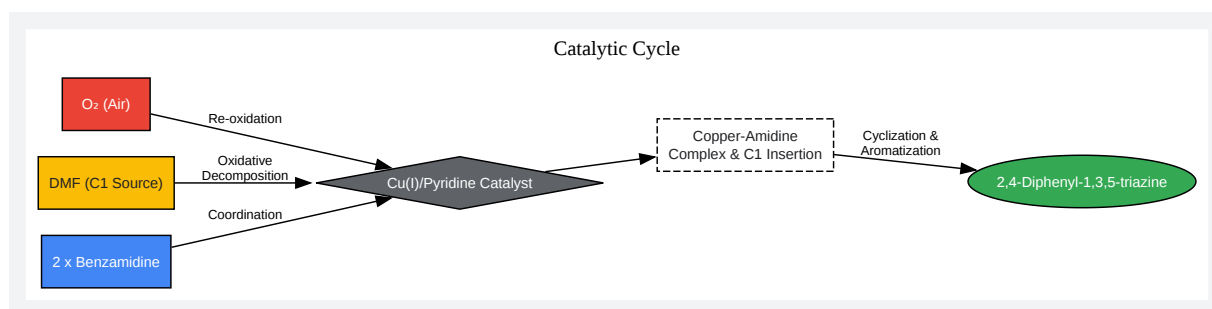 Catalytic Cycle
O₂ (Air)
Re-oxidation
DMF (C1 Source)
Oxidative
Decomposition
2 x Benzamidine
Coordination
Cu(I)/Pyridine Catalyst
Copper-Amidine
Complex & C1 Insertion
Cyclization &
Aromatization
2,4-Diphenyl-1,3,5-triazine